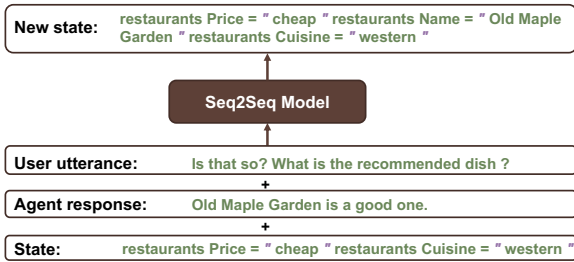 New state: restaurants Price = " cheap " restaurants Name = " Old Maple
Garden " restaurants Cuisine = " western "
Seq2Seq Model
User utterance: Is that so? What is the recommended dish ?
+
Agent response: Old Maple Garden is a good one.
+
State: restaurants Price = " cheap " restaurants Cuisine = " western "